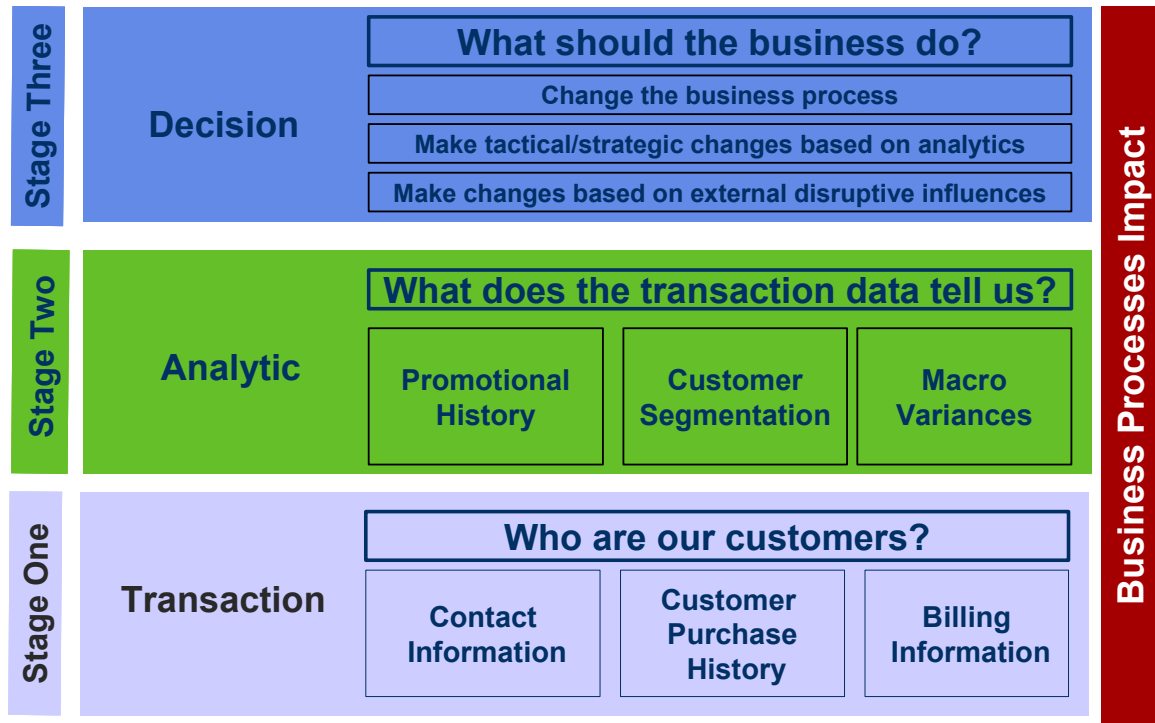 Stage Three
Decision
What should the business do?
Change the business process
Make tactical/strategic changes based on analytics
Make changes based on external disruptive influences
Stage Two
Analytic
What does the transaction data tell us?
Promotional
History
Customer
Segmentation
Macro
Variances
Stage One
Transaction
Who are our customers?
Contact
Information
Customer
Purchase
History
Billing
Information
Business Processes Impact